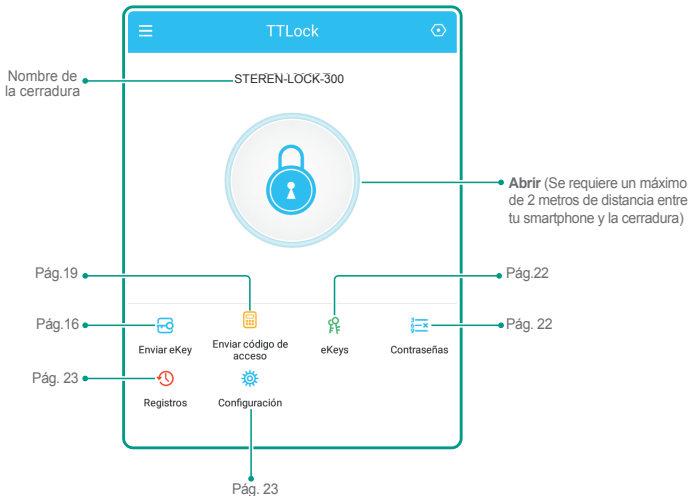 TTLock
Nombre de
la cerradura
STEREN-LOCK-300
Abrir (Se requiere un máximo
de 2 metros de distancia entre
tu smartphone y la cerradura)
Pág.19
Pág.22
Pág.16
Pág. 22
Enviar eKey
Enviar código de
acceso
eKeys
Contraseñas
Pág. 23
Registros
Configuración
Pág. 23